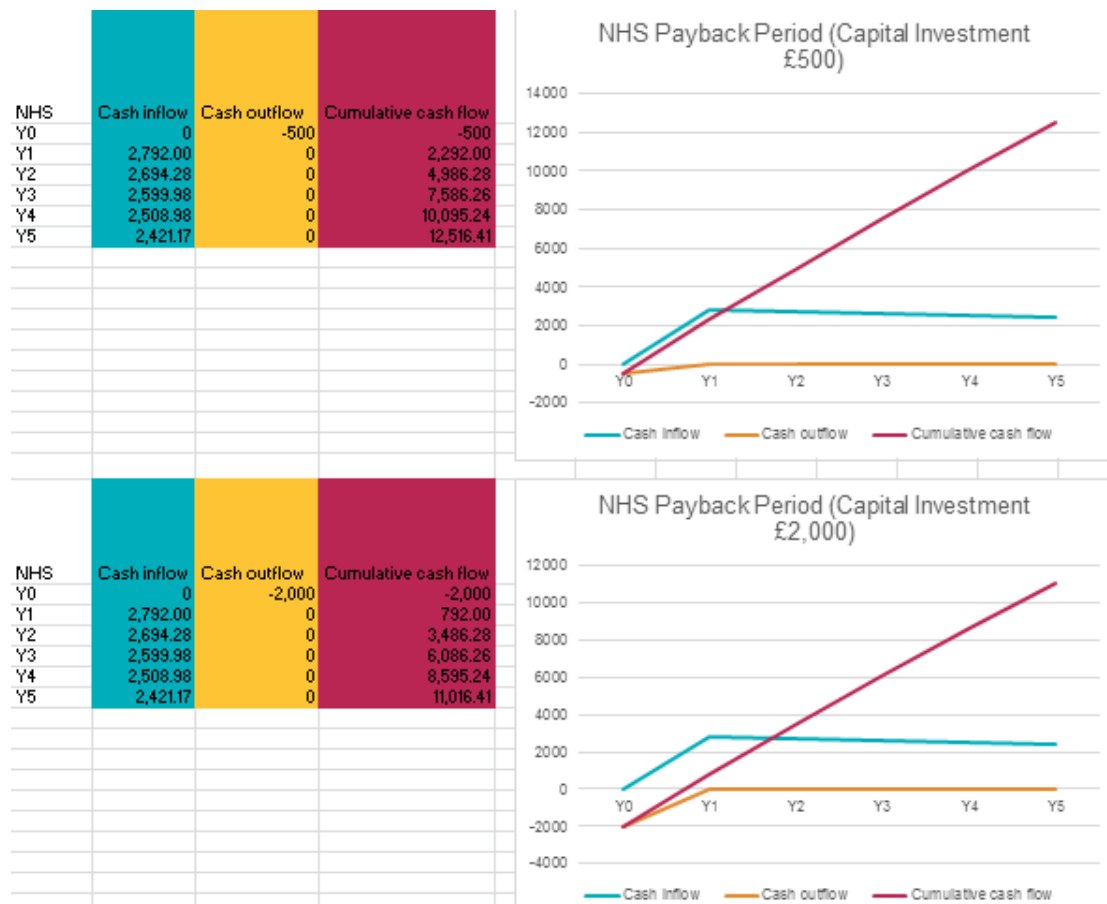 NHS Cash inflow Cash outflow Cumulative cash flow
Y0 0 -500 -500
Y1 2,792.00 0 2,292.00
Y2 2,694.28 0 4,986.28
Y3 2,599.98 0 7,586.26
Y4 2,508.98 0 10,095.24
Y5 2,421.17 0 12,516.41
NHS Payback Period (Capital Investment
£500)
14000
12000
10000
8000
6000
4000
2000
0
-2000
Y0 Y1 Y2 Y3 Y4 Y5
Cash inflow Cash outflow Cumulative cash flow
NHS Cash inflow Cash outflow Cumulative cash flow
Y0 0 -2,000 -2,000
Y1 2,792.00 0 792.00
Y2 2,694.28 0 3,486.28
Y3 2,599.98 0 6,086.26
Y4 2,508.98 0 8,595.24
Y5 2,421.17 0 11,016.41
NHS Payback Period (Capital Investment
£2,000)
12000
10000
8000
6000
4000
2000
0
-2000
-4000
Y0 Y1 Y2 Y3 Y4 Y5
Cash inflow Cash outflow Cumulative cash flow